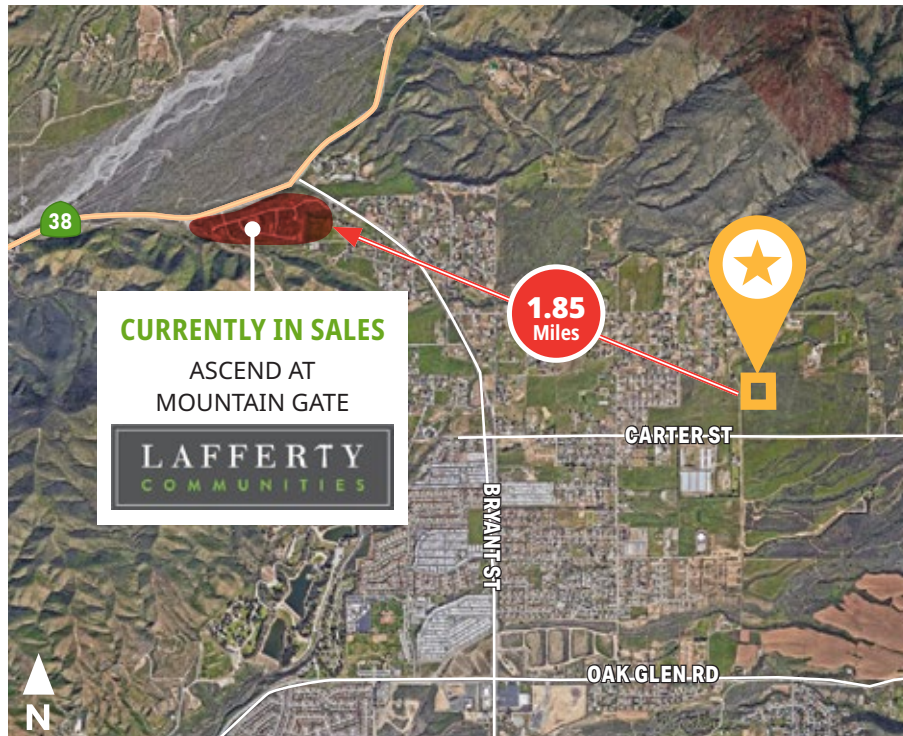 38
CURRENTLY IN SALES
ASCEND AT
MOUNTAIN GATE
LAFFERTY
COMMUNITIES
1.85
Miles
CARTER ST
BRYANT ST
OAK GLEN RD
N